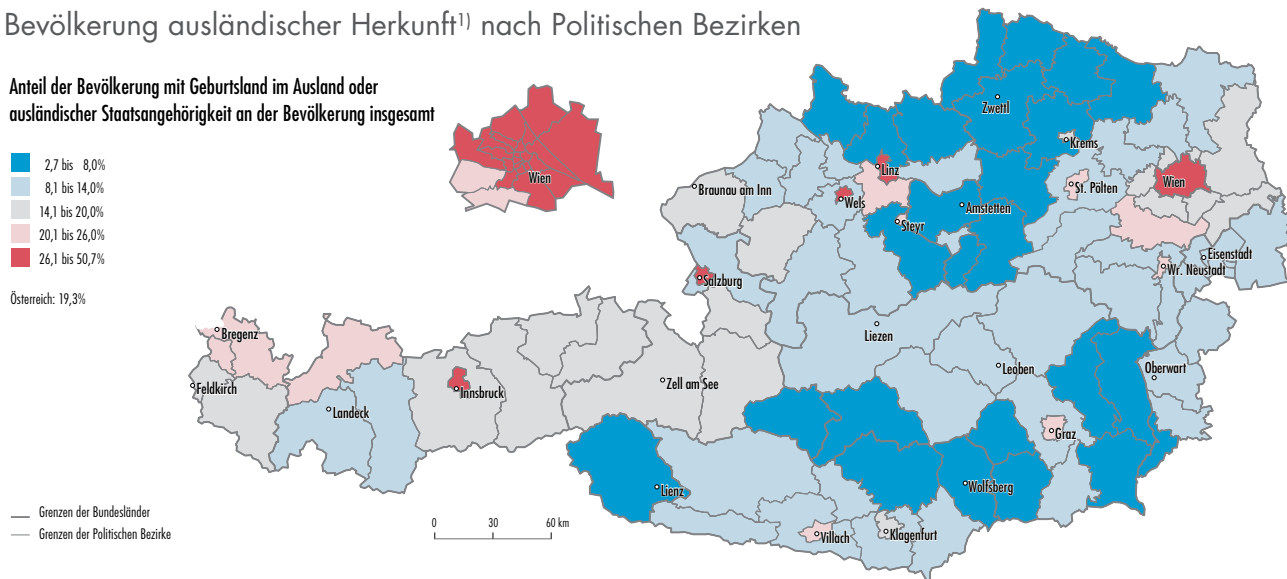 Bevölkerung ausländischer Herkunft¹⁾ nach Politischen Bezirken
Anteil der Bevölkerung mit Geburtsland im Ausland oder
ausländischer Staatsangehörigkeit an der Bevölkerung insgesamt
2,7 bis 8,0%
8,1 bis 14,0%
14,1 bis 20,0%
20,1 bis 26,0%
26,1 bis 50,7%
Österreich: 19,3%
Wien
Zwettl
Krems
Linz
Wien
St. Pölten
Braunau am Inn
Wels
Amstetten
Steyr
Eisenstadt
Wr. Neustadt
Salzburg
Bregenz
Liezen
Leoben
Oberwart
Feldkirch
Zell am See
Innsbruck
Landeck
Graz
Lienz
Wolfsberg
Villach
Klagenfurt
Grenzen der Bundesländer
Grenzen der Politischen Bezirke
0 30 60 km